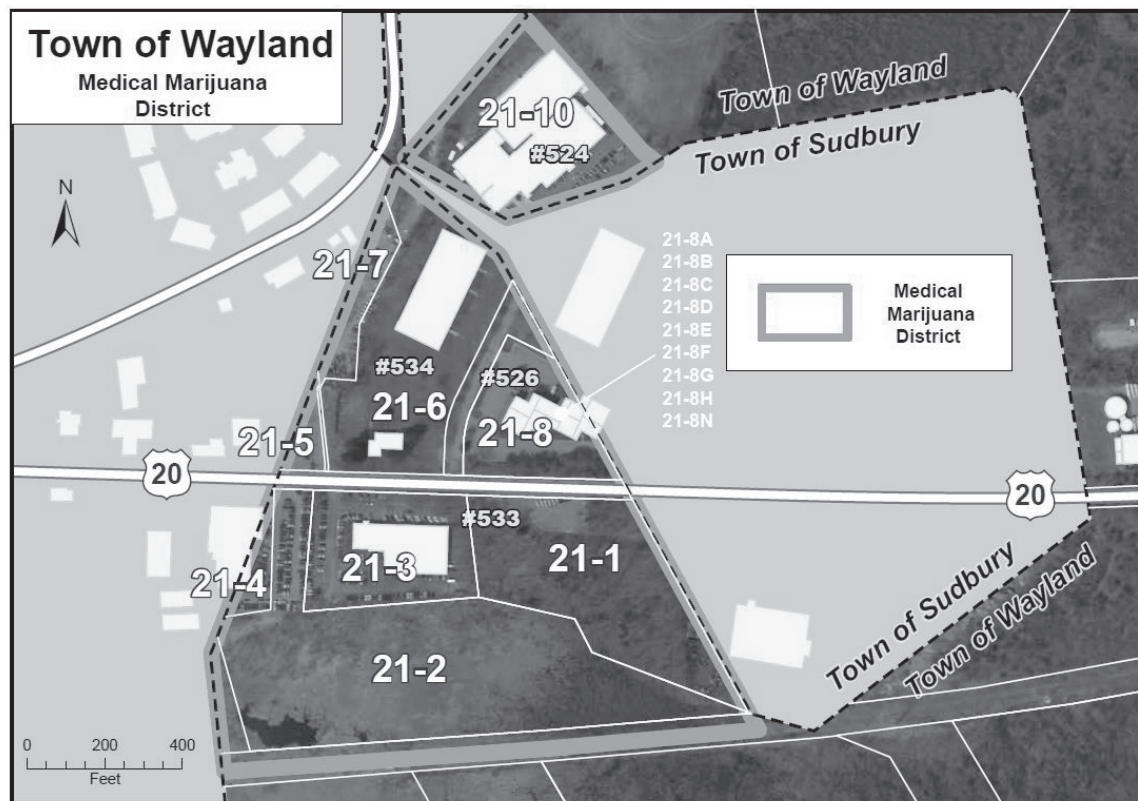 Town of Wayland
Medical Marijuana
District
21-10
#524
Town of Wayland
Town of Sudbury
N
21-7
21-8A
21-8B
21-8C
21-8D
21-8E
21-8F
21-8G
21-8H
21-8N
Medical
Marijuana
District
#534
#526
21-6
21-8
21-5
20
20
#533
21-1
21-3
21-4
Town of Sudbury
Town of Wayland
21-2
0 200 400
Feet